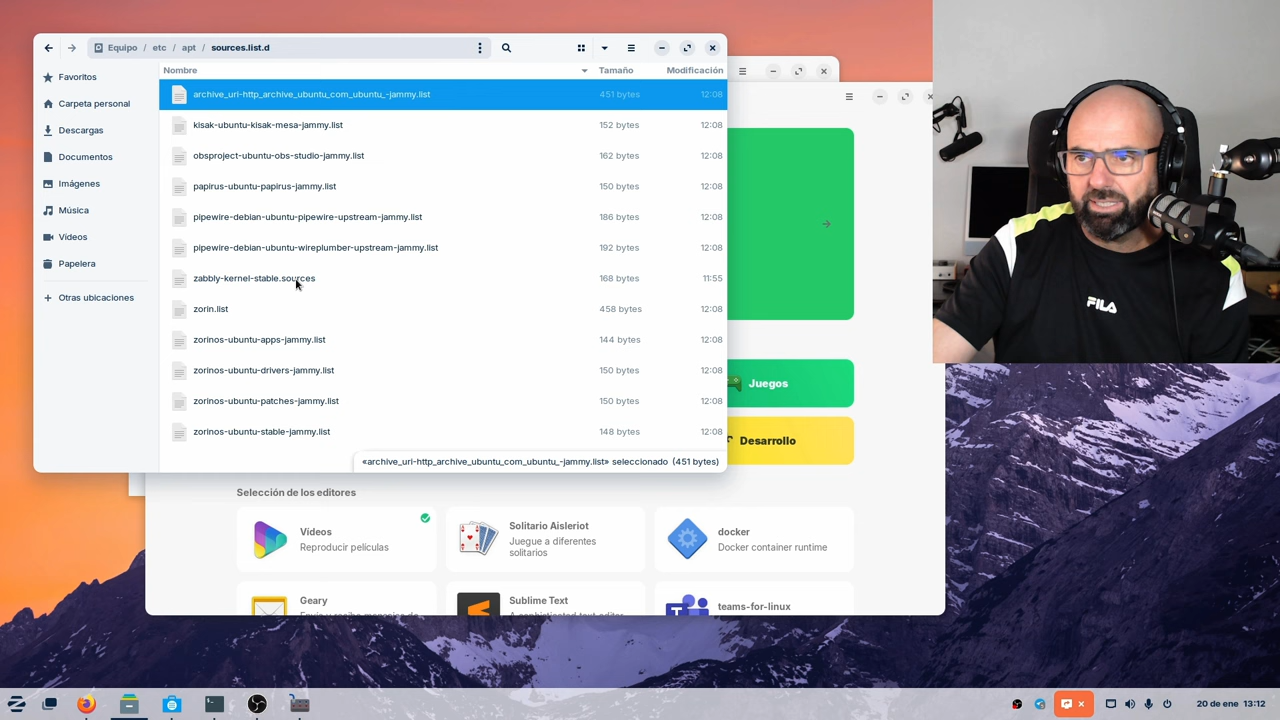 Equipo / etc / apt / sources.list.d
Favoritos
Carpeta personal
Descargas
Documentos
Imágenes
Música
Vídeos
Papelera
Otras ubicaciones
Nombre Tamaño Modificación
archive_uri-http_archive_ubuntu_com_ubuntu_-jammy.list 451 bytes 12:08
kisak-ubuntu-kisak-mesa-jammy.list 152 bytes 12:08
obsproject-ubuntu-obs-studio-jammy.list 162 bytes 12:08
papirus-ubuntu-papirus-jammy.list 150 bytes 12:08
pipewire-debian-ubuntu-pipewire-upstream-jammy.list 186 bytes 12:08
pipewire-debian-ubuntu-wireplumber-upstream-jammy.list 192 bytes 12:08
zabbly-kernel-stable.sources 168 bytes 11:55
zorin.list 458 bytes 12:08
zorinos-ubuntu-apps-jammy.list 144 bytes 12:08
zorinos-ubuntu-drivers-jammy.list 150 bytes 12:08
zorinos-ubuntu-patches-jammy.list 150 bytes 12:08
zorinos-ubuntu-stable-jammy.list 148 bytes 12:08
«archive_uri-http_archive_ubuntu_com_ubuntu_-jammy.list» seleccionado (451 bytes)
Juegos
Desarrollo
Selección de los editores
Vídeos
Reproducir películas
Solitario Aisleriot
Juegue a diferentes
solitarios
docker
Docker container runtime
Geary
Sublime Text
teams-for-linux
FILA
20 de ene 13:12